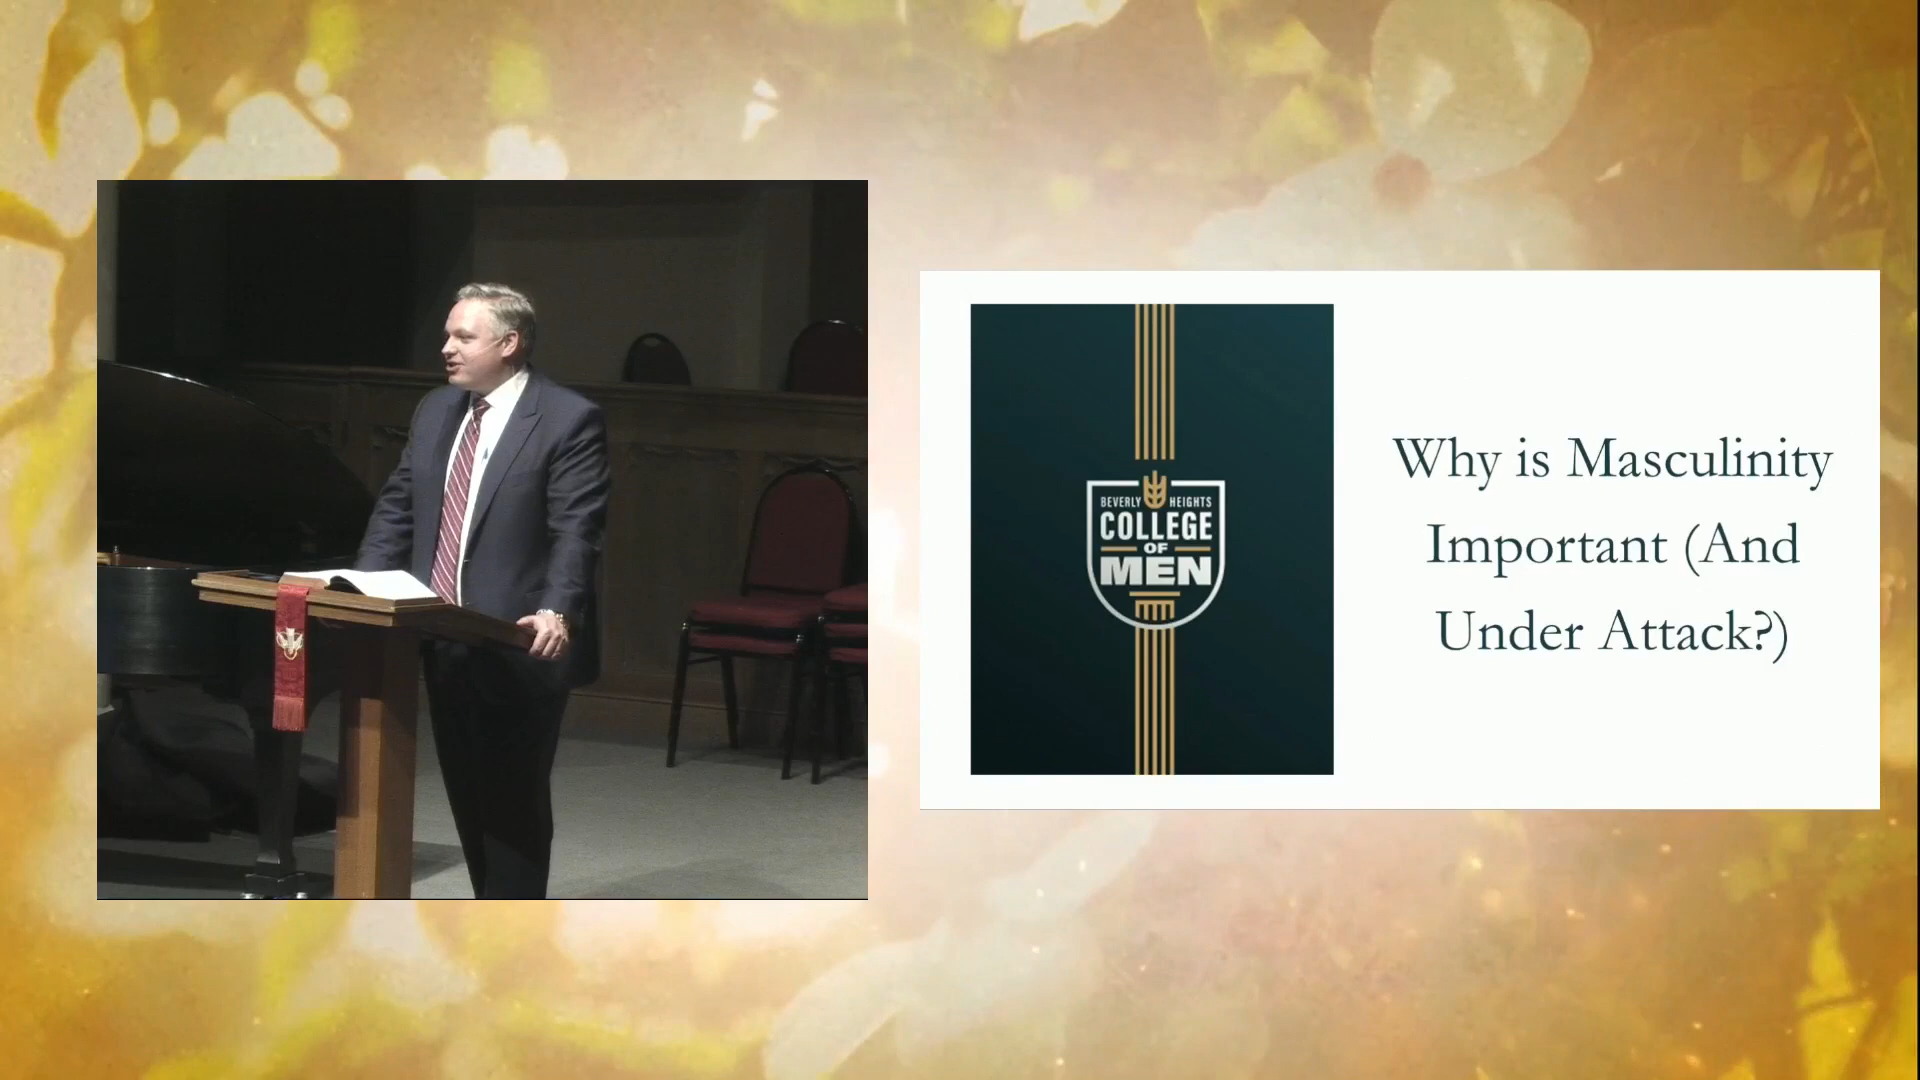 BEVERLY HEIGHTS
COLLEGE
OF
MEN
Why is Masculinity
Important (And
Under Attack?)